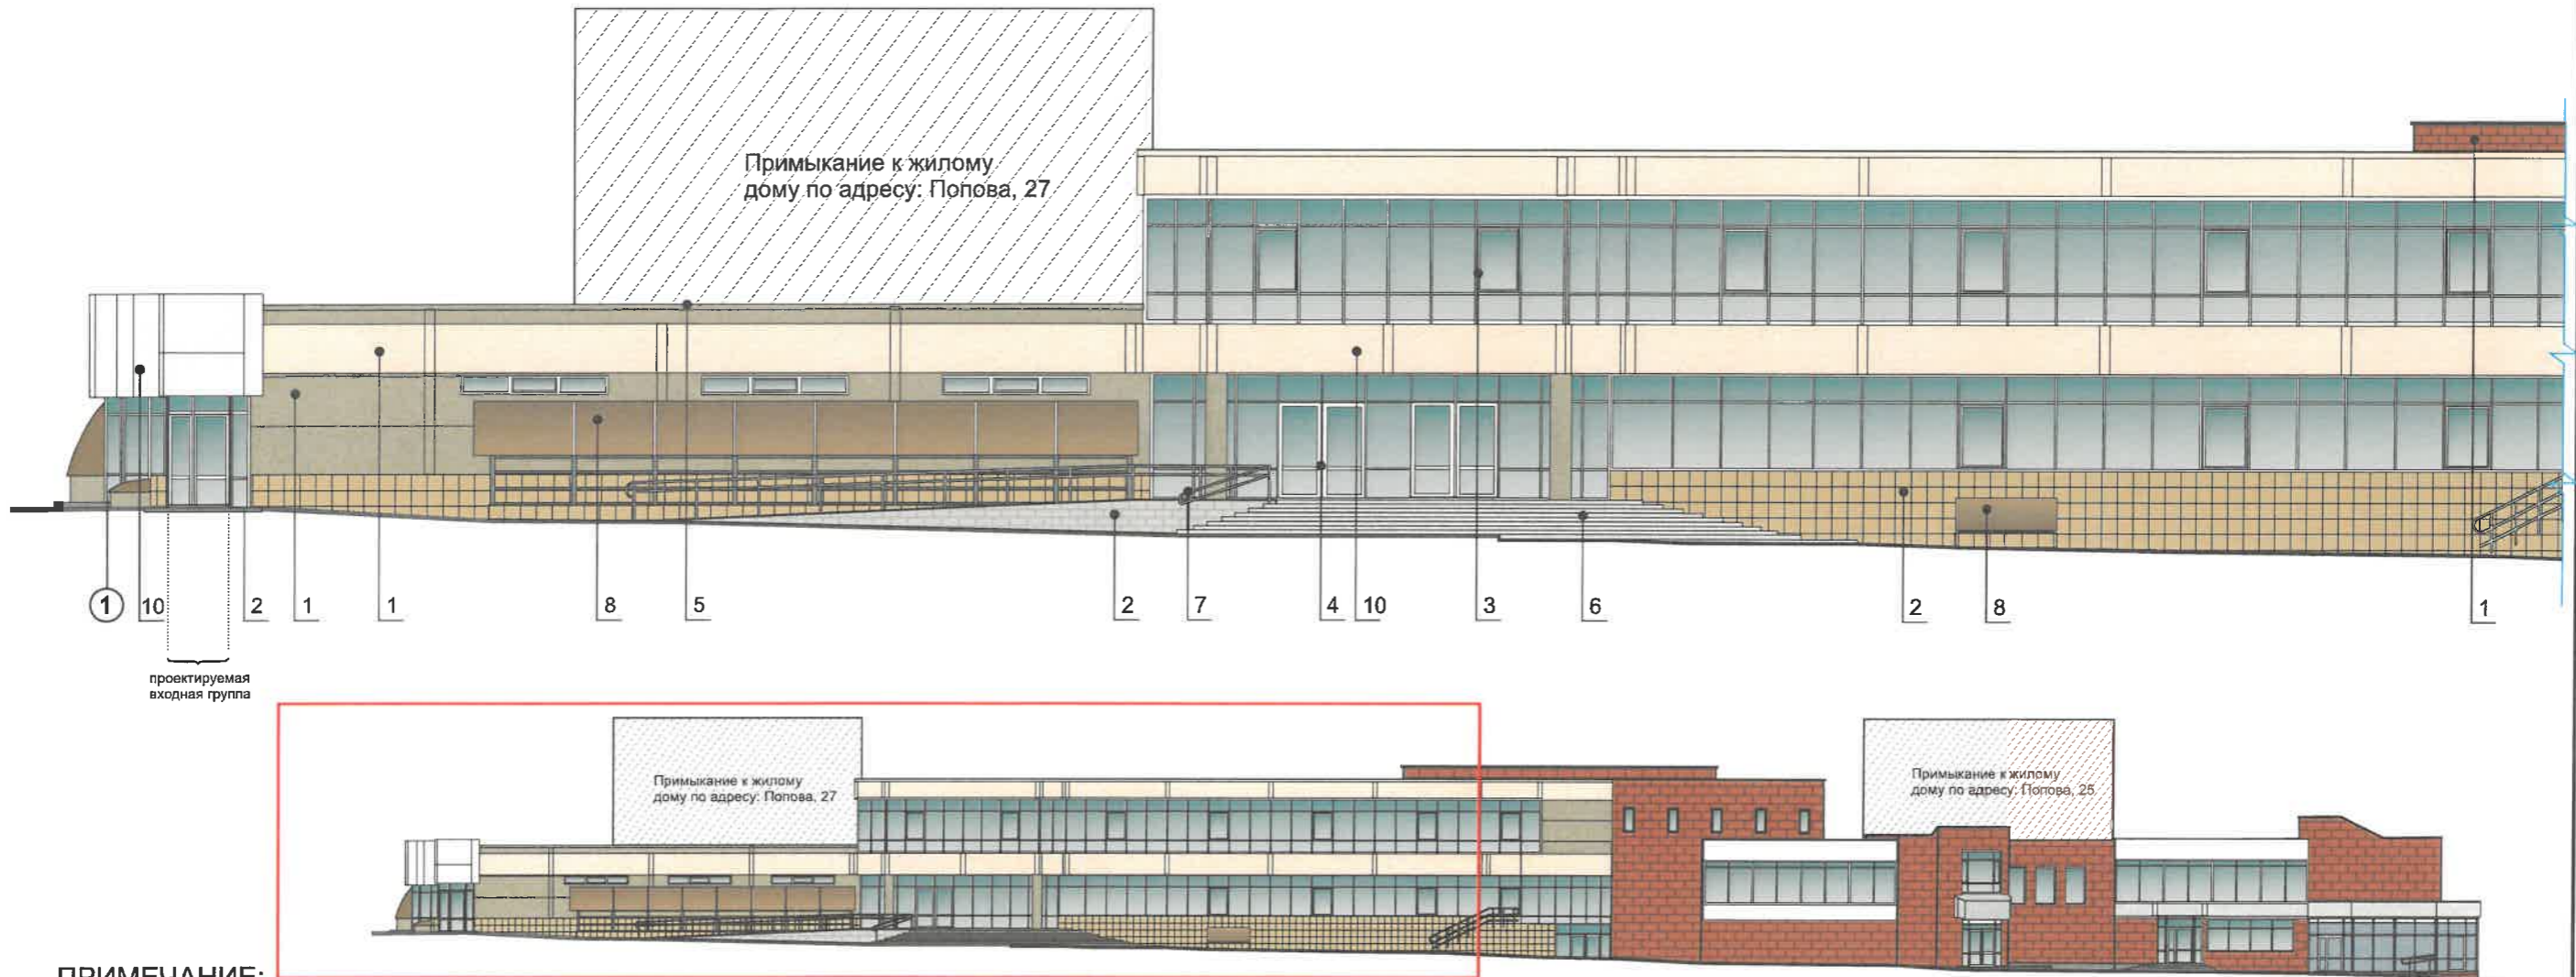 Примыкание к жилому
дому по адресу: Попова, 27
1 10 2 1 1 8 5 2 7 4 10 3 6 2 8 1
проектируемая
входная группа
Примыкание к жилому
дому по адресу: Попова, 27
Примыкание к жилому
дому по адресу: Попова, 25
ПРИМЕЧАНИЕ: